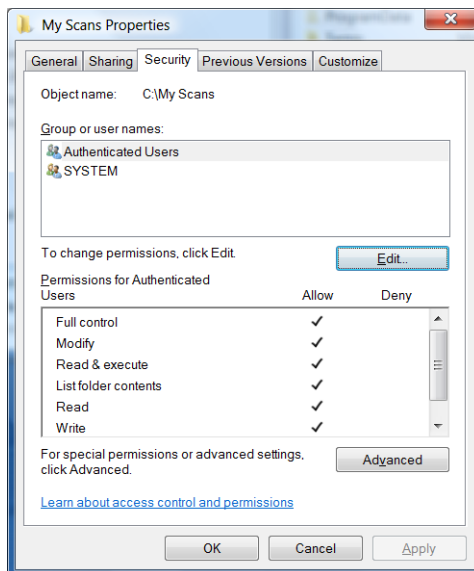 My Scans Properties
General Sharing Security Previous Versions Customize
Object name: C:\My Scans
Group or user names:
Authenticated Users
SYSTEM
To change permissions, click Edit.
Edit...
Permissions for Authenticated
Users Allow Deny
Full control
Modify
Read & execute
List folder contents
Read
Write
For special permissions or advanced settings,
click Advanced.
Advanced
Learn about access control and permissions
OK Cancel Apply